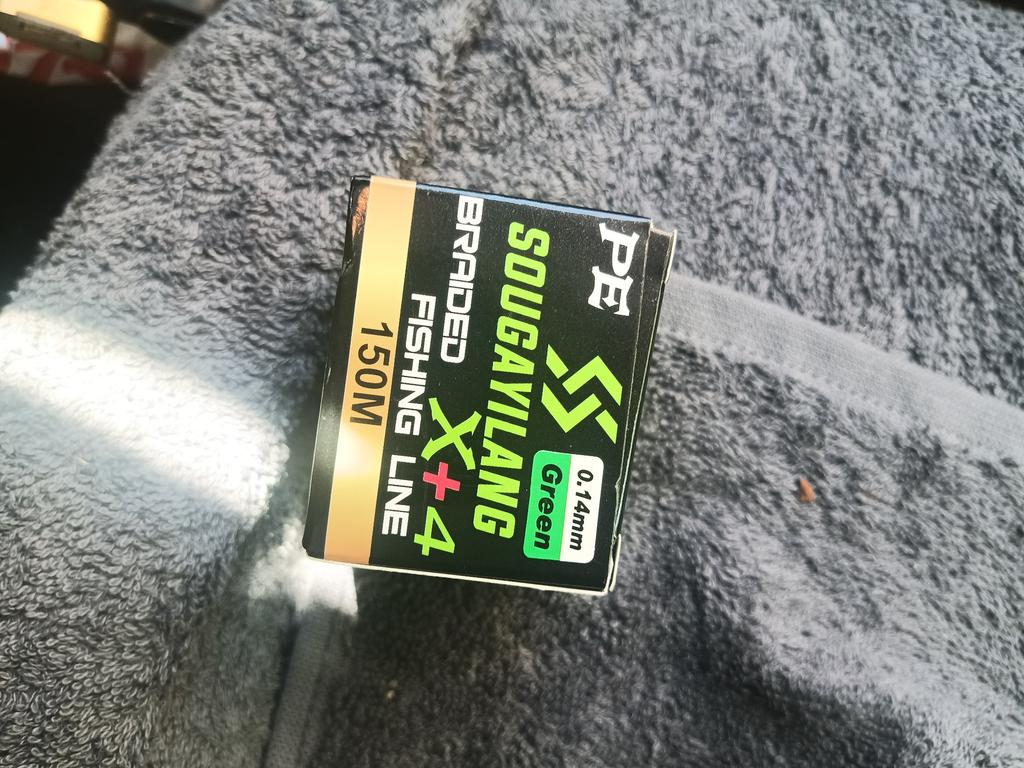 PE
0.14mm
Green
SOUGAYILANG
X+4
BRAIDED
FISHING LINE
150M